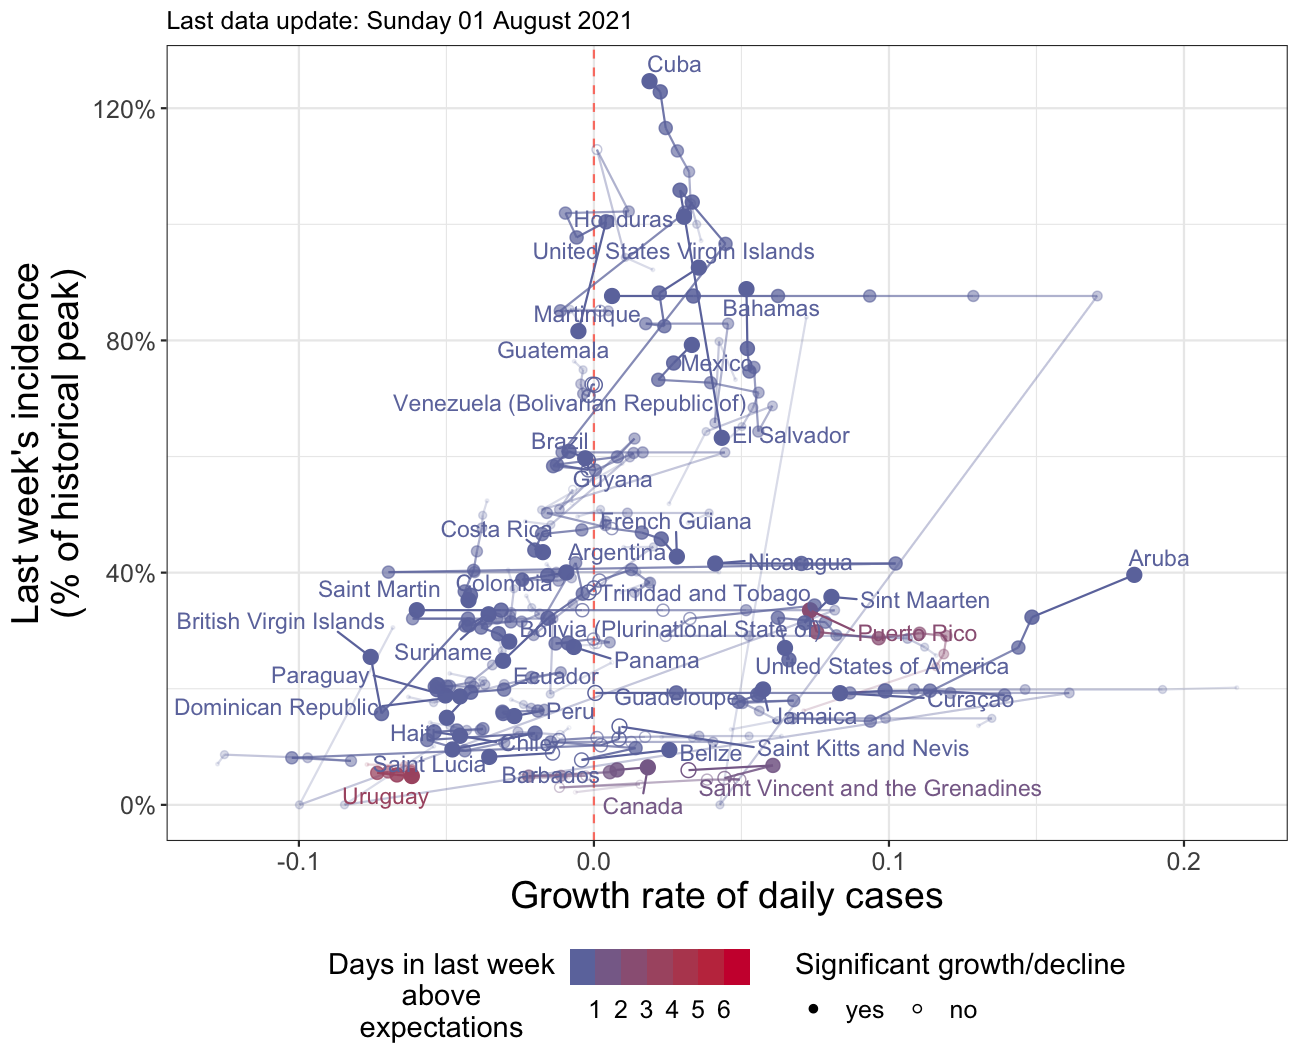 Last data update: Sunday 01 August 2021
Last week's incidence
(% of historical peak)
120%
80%
40%
0%
Cuba
Honduras
United States Virgin Islands
Bahamas
Martinique
Guatemala
Mexico
Venezuela (Bolivarian Republic of)
El Salvador
Brazil
Guyana
French Guiana
Costa Rica
Argentina
Nicaragua
Aruba
Colombia
Saint Martin
Trinidad and Tobago
Sint Maarten
British Virgin Islands
Bolivia (Plurinational State of)
Puerto Rico
Suriname
Panama
United States of America
Paraguay
Ecuador
Guadeloupe
Curaçao
Dominican Republic
Peru
Jamaica
Haiti
Chile
Saint Kitts and Nevis
Belize
Saint Lucia
Barbados
Saint Vincent and the Grenadines
Uruguay
Canada
-0.1
0.0
0.1
0.2
Growth rate of daily cases
Days in last week
above
expectations
1 2 3 4 5 6
Significant growth/decline
yes
no